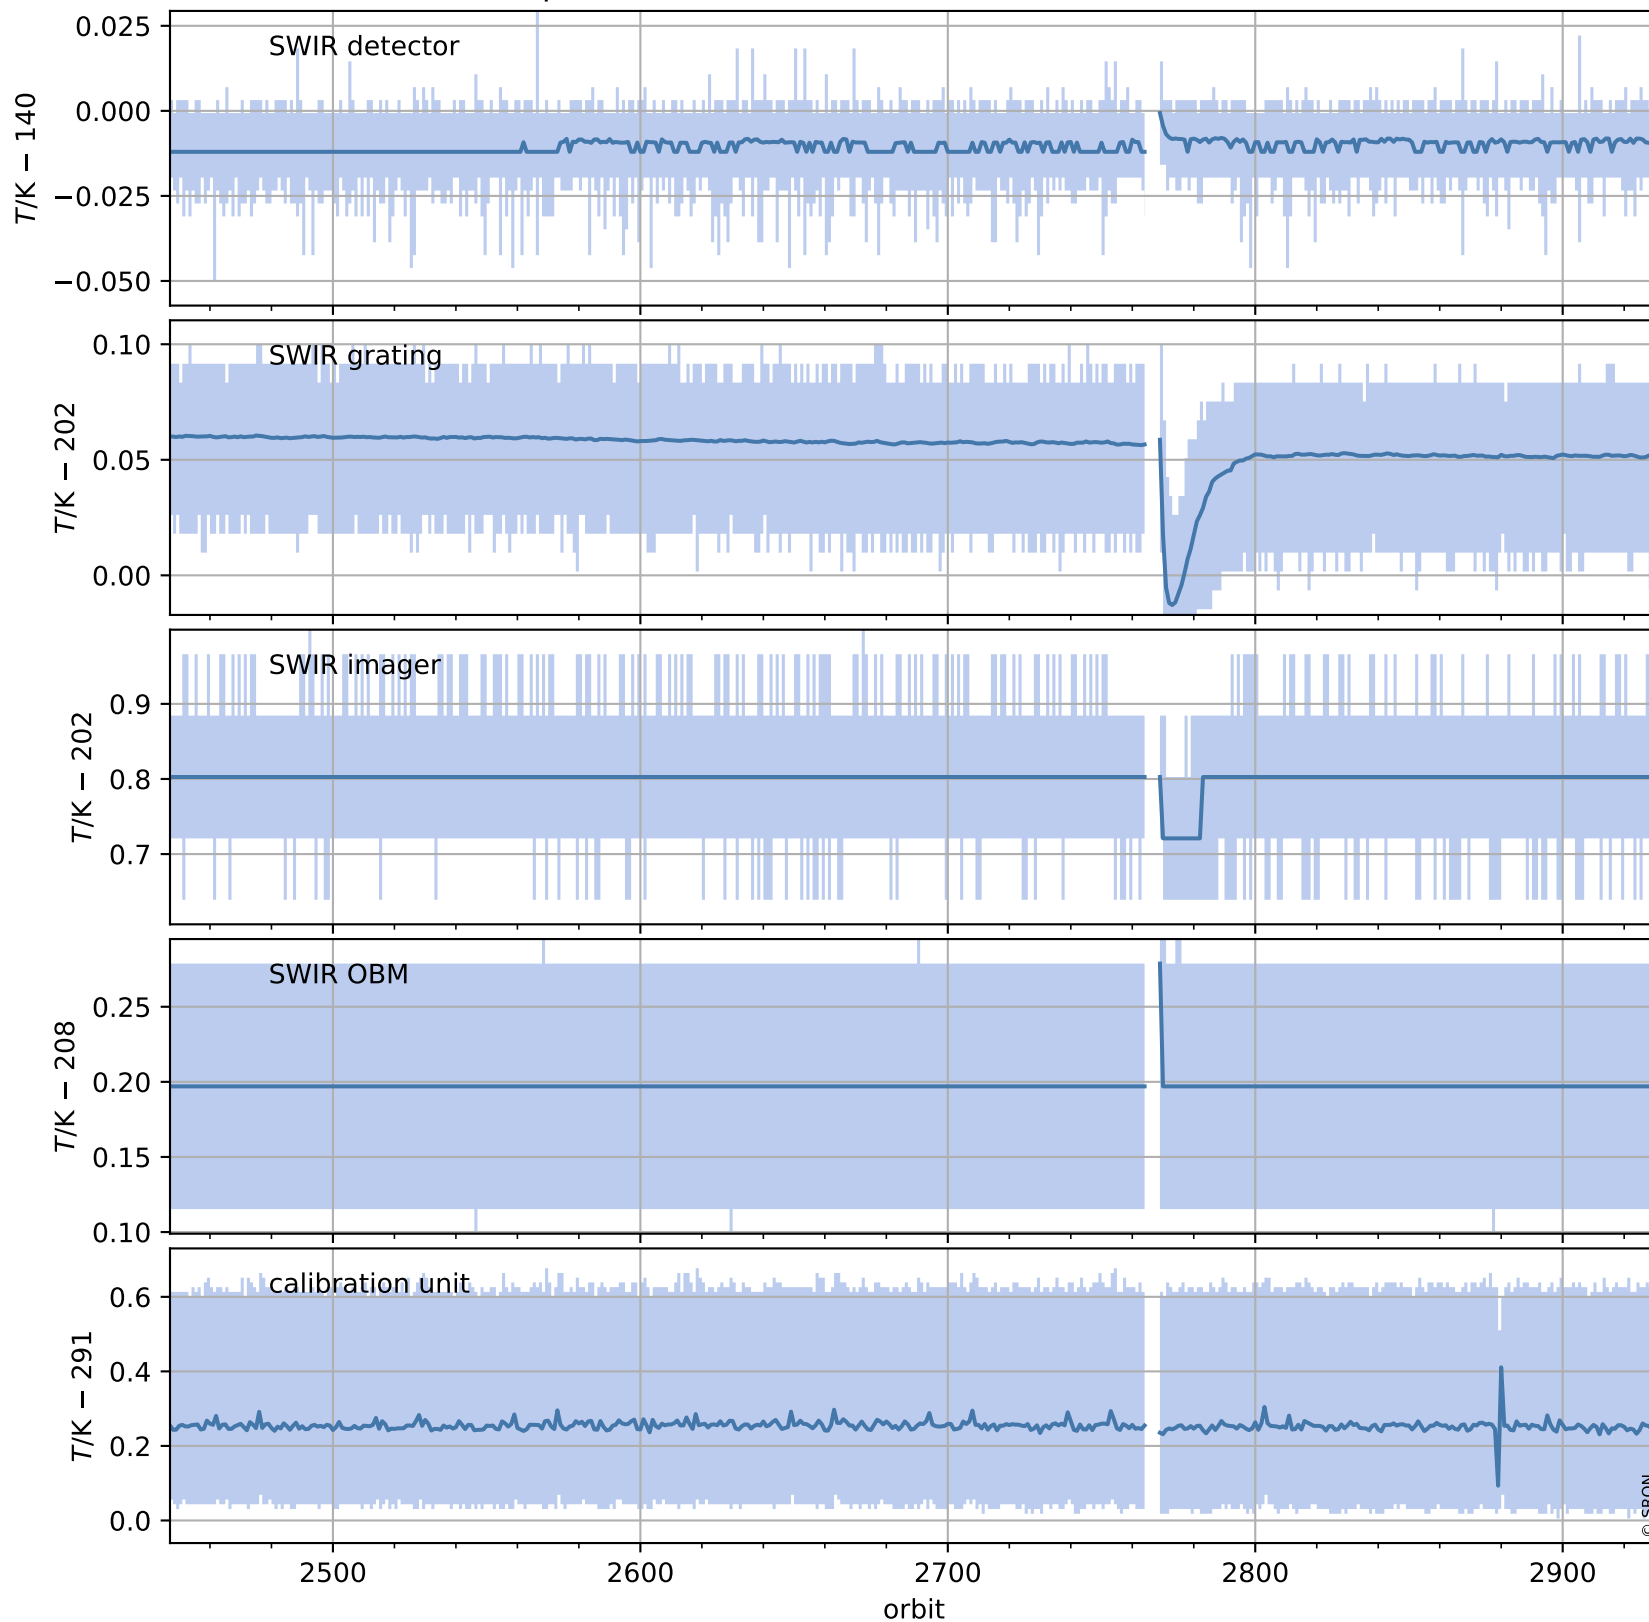 0.025
0.000
−0.025
−0.050
T/K − 140
SWIR detector
0.10
0.05
0.00
T/K − 202
SWIR grating
0.9
0.8
0.7
T/K − 202
SWIR imager
0.25
0.20
0.15
0.10
T/K − 208
SWIR OBM
0.6
0.4
0.2
0.0
T/K − 291
calibration unit
© SRON
2500 2600 2700 2800 2900
orbit